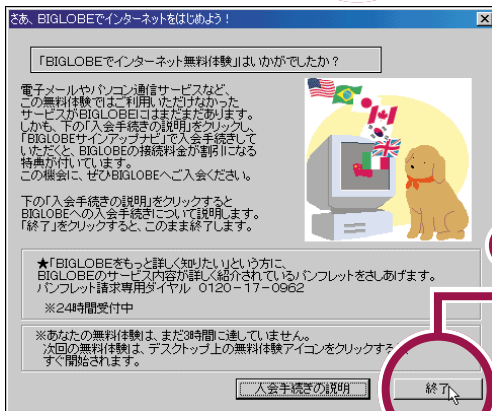 さあ、BIGLOBEでインターネットをはじめよう!
「BIGLOBEでインターネット無料体験」はいかがでしたか?
電子メールやパソコン通信サービスなど、
この無料体験ではご利用いただけなかった
サービスがBIGLOBEにはまだまだあります。
しかも、下の「入会手続きの説明」をクリックし、
「BIGLOBEサインアップナビ」で入会手続きして
いただくと、BIGLOBEの接続料金が割引になる
特典が付いています。
この機会に、ぜひBIGLOBEへご入会ください。
下の「入会手続きの説明」をクリックすると
BIGLOBEへの入会手続きについて説明します。
「終了」をクリックすると、このまま終了します。
★「BIGLOBEをもっと詳しく知りたい」という方に、
BIGLOBEのサービス内容が詳しく紹介されているパンフレットをさしあげます。
パンフレット請求専用ダイヤル 0120-17-0962
※24時間受付中
※あなたの無料体験は、まだ3時間に達していません。
次回の無料体験は、デスクトップ上の無料体験アイコンをクリックする
すぐ開始されます。
入会手続きの説明
終了